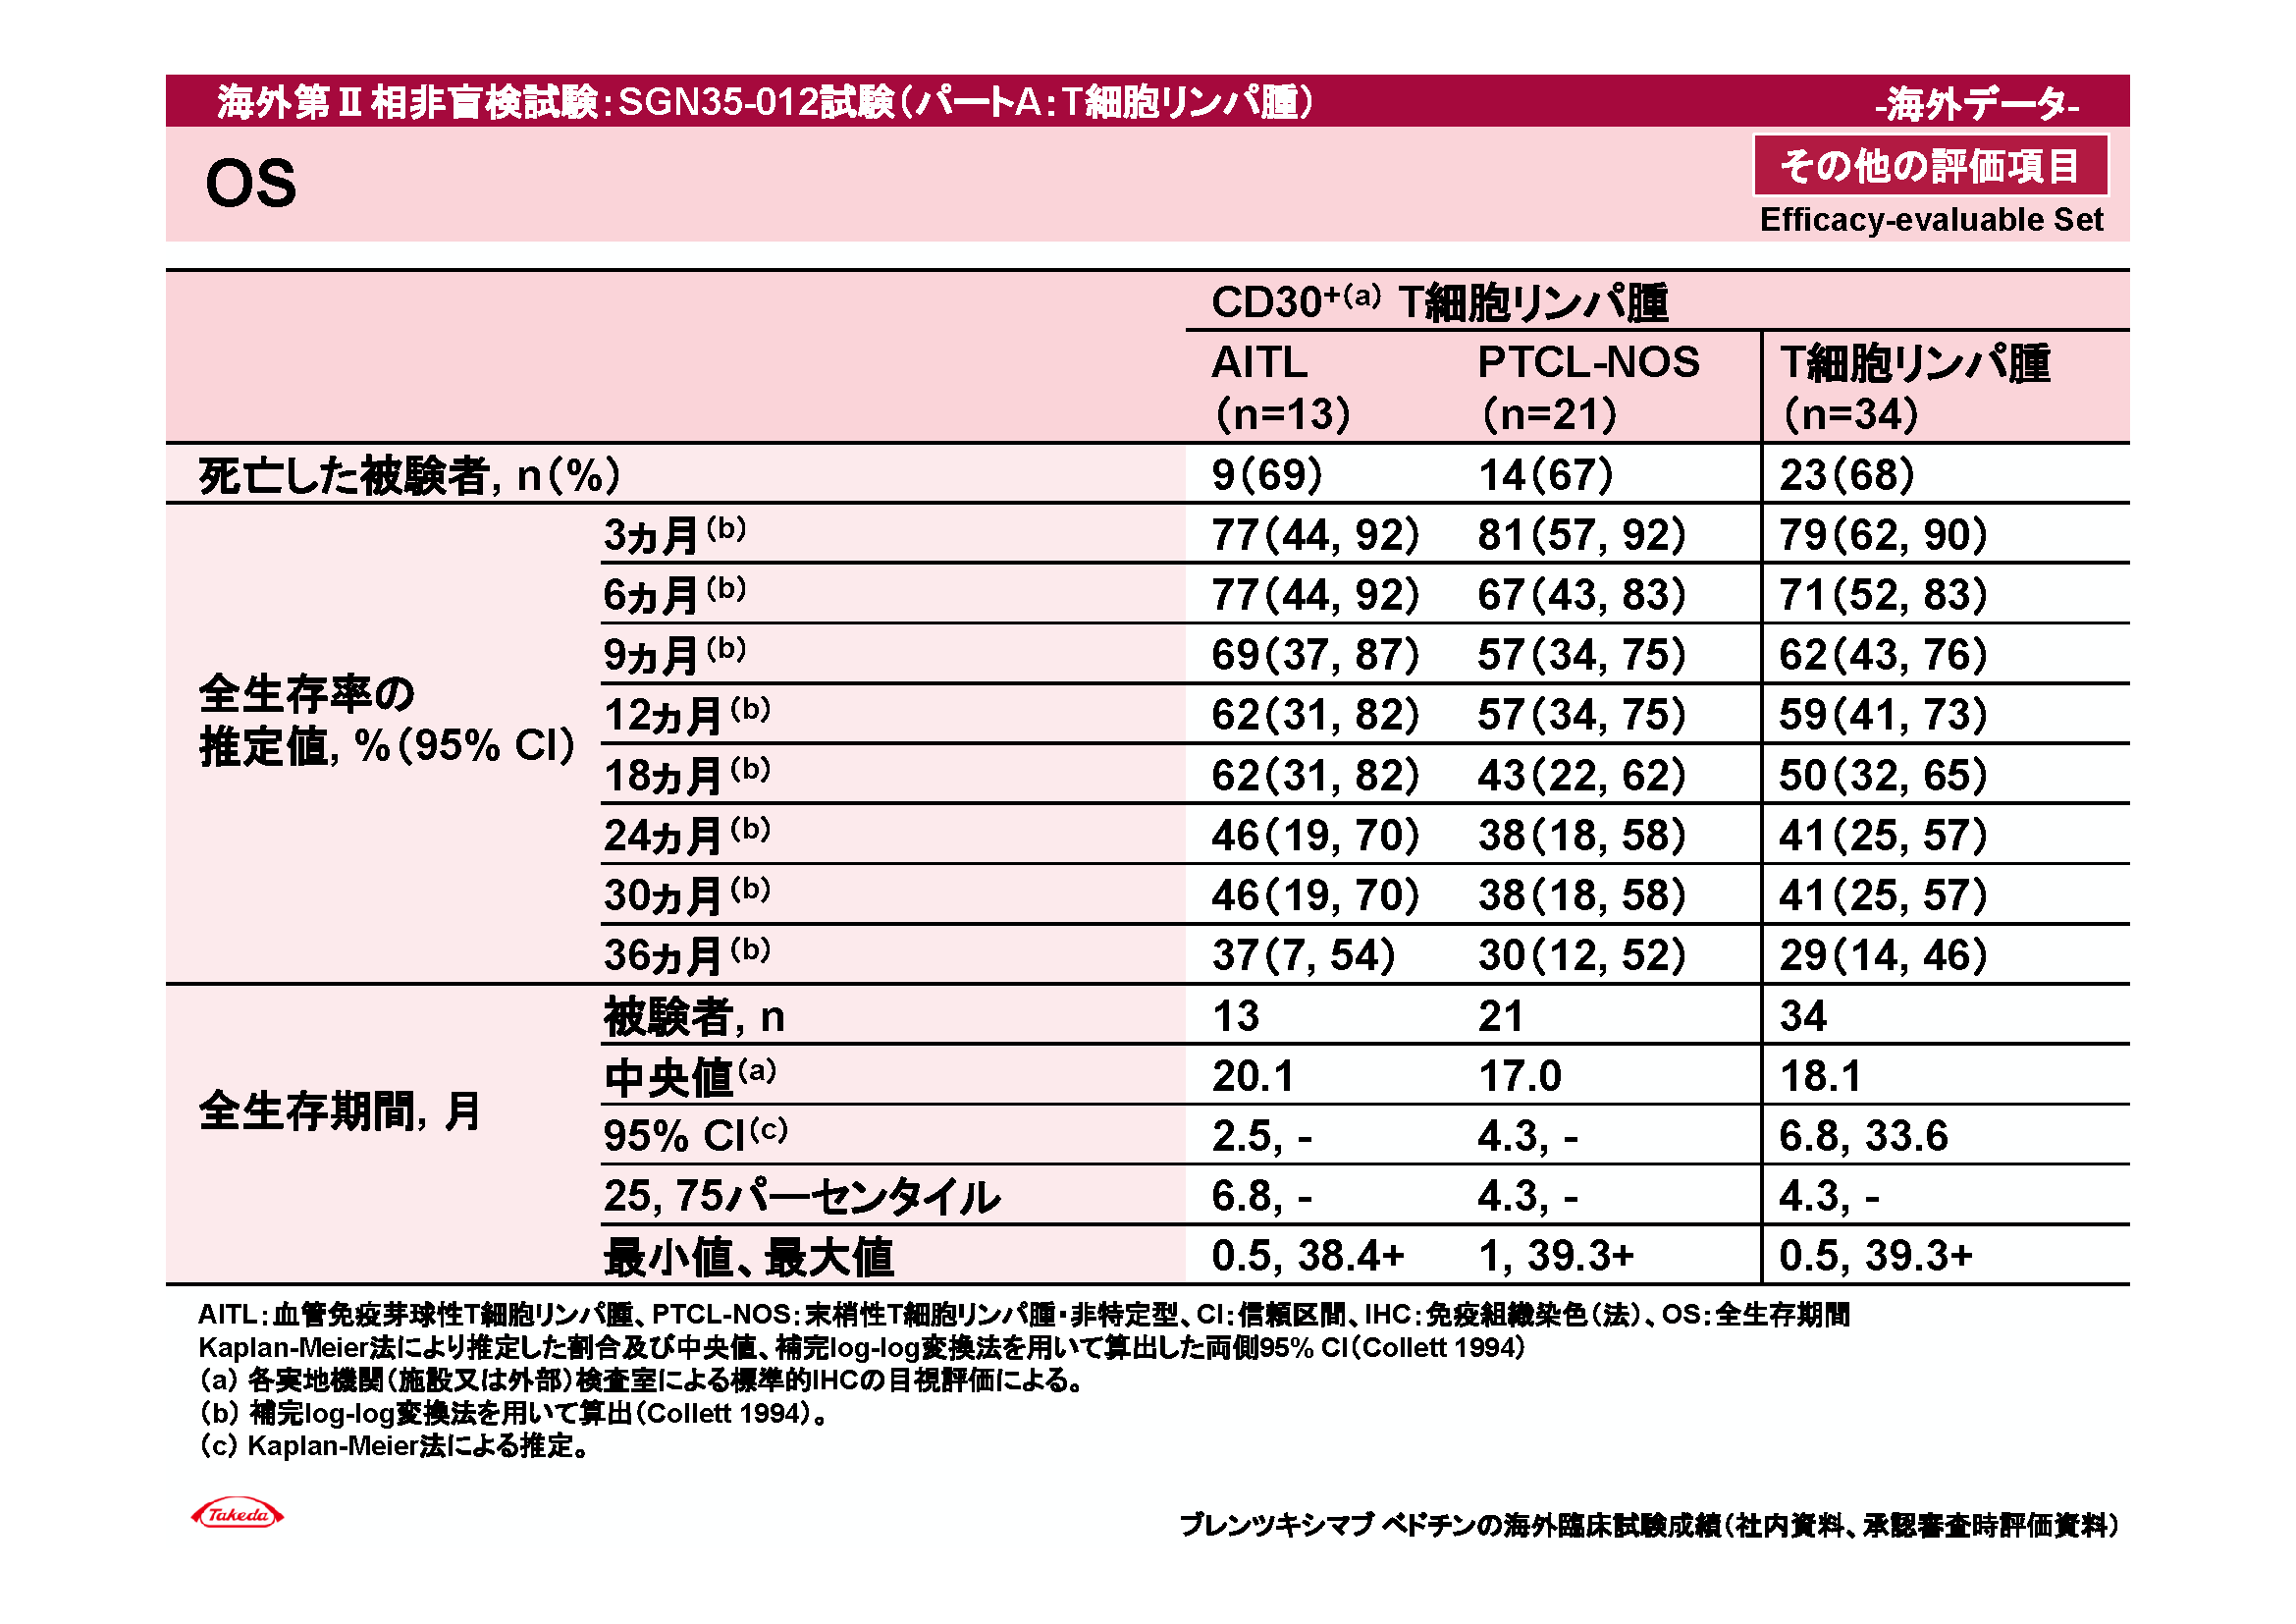 海外第Ⅱ相非盲検試験：SGN35-012試験（パートA：T細胞リンパ腫）　-海外データ-
OS
その他の評価項目
Efficacy-evaluable Set
CD30+（a） T細胞リンパ腫
AITL PTCL-NOS T細胞リンパ腫
（n=13） （n=21） （n=34）
死亡した被験者, n（%） 9（69） 14（67） 23（68）
全生存率の
推定値, %（95% CI）
3ヵ月（b） 77（44, 92） 81（57, 92） 79（62, 90）
6ヵ月（b） 77（44, 92） 67（43, 83） 71（52, 83）
9ヵ月（b） 69（37, 87） 57（34, 75） 62（43, 76）
12ヵ月（b） 62（31, 82） 57（34, 75） 59（41, 73）
18ヵ月（b） 62（31, 82） 43（22, 62） 50（32, 65）
24ヵ月（b） 46（19, 70） 38（18, 58） 41（25, 57）
30ヵ月（b） 46（19, 70） 38（18, 58） 41（25, 57）
36ヵ月（b） 37（7, 54） 30（12, 52） 29（14, 46）
全生存期間, 月
被験者, n 13 21 34
中央値（a） 20.1 17.0 18.1
95% CI（c） 2.5, - 4.3, - 6.8, 33.6
25, 75パーセンタイル 6.8, - 4.3, - 4.3, -
最小値、最大値 0.5, 38.4+ 1, 39.3+ 0.5, 39.3+
AITL：血管免疫芽球性T細胞リンパ腫、PTCL-NOS：末梢性T細胞リンパ腫・非特定型、CI：信頼区間、IHC：免疫組織染色（法）、OS：全生存期間
Kaplan-Meier法により推定した割合及び中央値、補完log-log変換法を用いて算出した両側95% CI（Collett 1994）
（a） 各実地機関（施設又は外部）検査室による標準的IHCの目視評価による。
（b） 補完log-log変換法を用いて算出（Collett 1994）。
（c） Kaplan-Meier法による推定。
Takeda
ブレンツキシマブ ベドチンの海外臨床試験成績（社内資料、承認審査時評価資料）